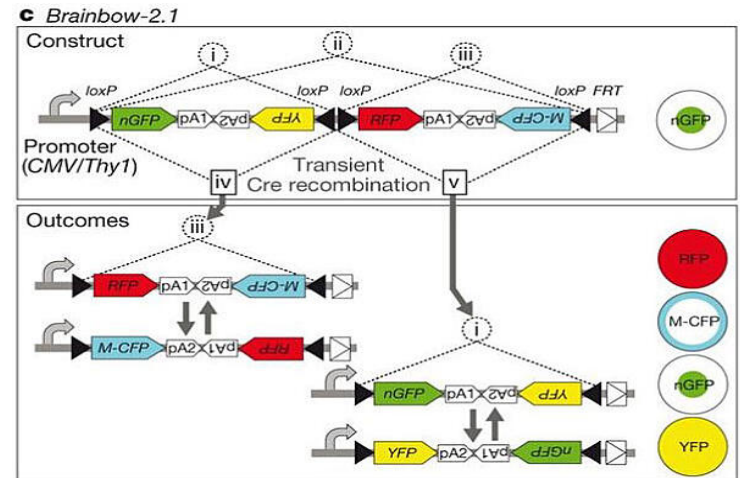 c Brainbow-2.1
Construct
i
ii
iii
loxP
loxP loxP
loxP FRT
nGFP pA1 pA2 YFP
RFP pA1 pA2 M-CFP
nGFP
Promoter
(CMV/Thy1)
Transient
Cre recombination
iv
v
Outcomes
iii
RFP pA1 pA2 M-CFP
M-CFP pA2 pA1 RFP
i
nGFP pA1 pA2 YFP
YFP pA2 pA1 nGFP
RFP
M-CFP
nGFP
YFP